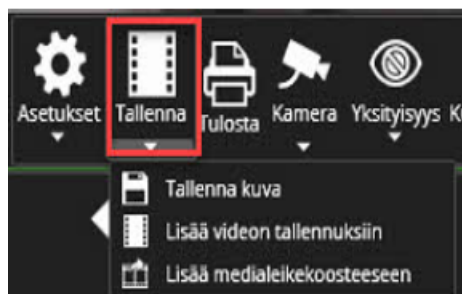 Asetukset Tallenna Tulosta Kamera Yksityisyys
Tallenna kuva
Lisää videon tallennuksiin
Lisää medialeikekoosteeseen